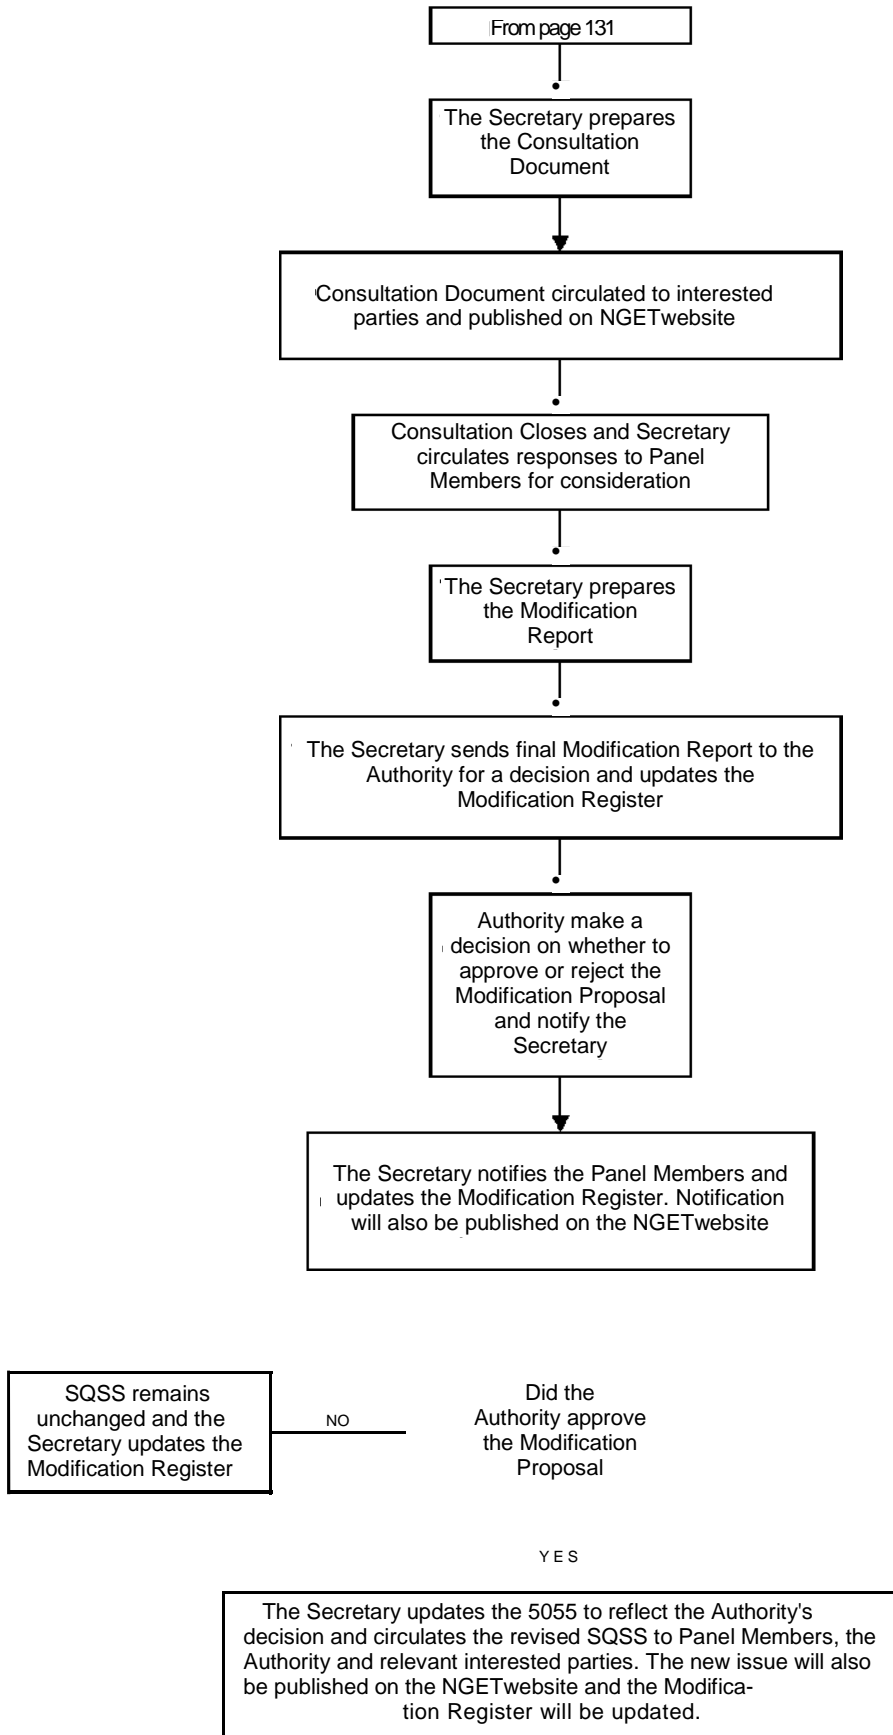 From page 131
The Secretary prepares
the Consultation
Document
Consultation Document circulated to interested
parties and published on NGETwebsite
Consultation Closes and Secretary
circulates responses to Panel
Members for consideration
The Secretary prepares
the Modification
Report
The Secretary sends final Modification Report to the
Authority for a decision and updates the
Modification Register
Authority make a
decision on whether to
approve or reject the
Modification Proposal
and notify the
Secretary
The Secretary notifies the Panel Members and
updates the Modification Register. Notification
will also be published on the NGETwebsite
SQSS remains
unchanged and the
Secretary updates the
Modification Register
NO
Did the
Authority approve
the Modification
Proposal
YES
The Secretary updates the 5055 to reflect the Authority's
decision and circulates the revised SQSS to Panel Members, the
Authority and relevant interested parties. The new issue will also
be published on the NGETwebsite and the Modifica-
tion Register will be updated.